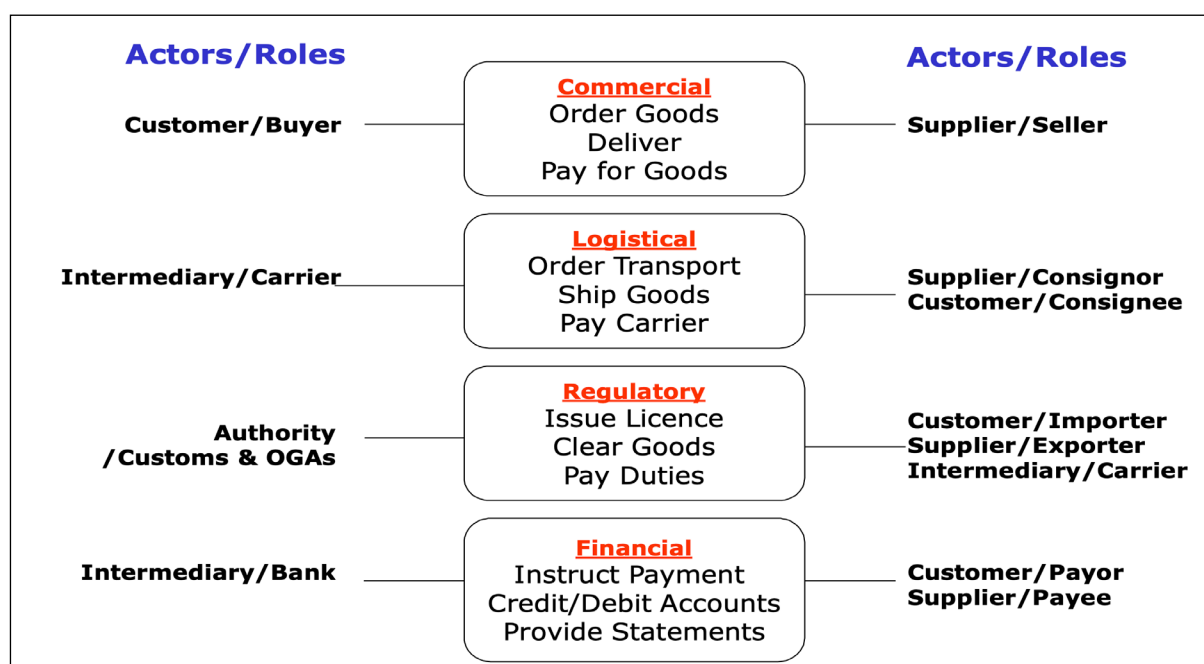 Actors/Roles
Actors/Roles
Commercial
Order Goods
Deliver
Pay for Goods
Customer/Buyer
Supplier/Seller
Logistical
Order Transport
Ship Goods
Pay Carrier
Intermediary/Carrier
Supplier/Consignor
Customer/Consignee
Regulatory
Issue Licence
Clear Goods
Pay Duties
Authority
/Customs & OGAs
Customer/Importer
Supplier/Exporter
Intermediary/Carrier
Financial
Instruct Payment
Credit/Debit Accounts
Provide Statements
Intermediary/Bank
Customer/Payor
Supplier/Payee